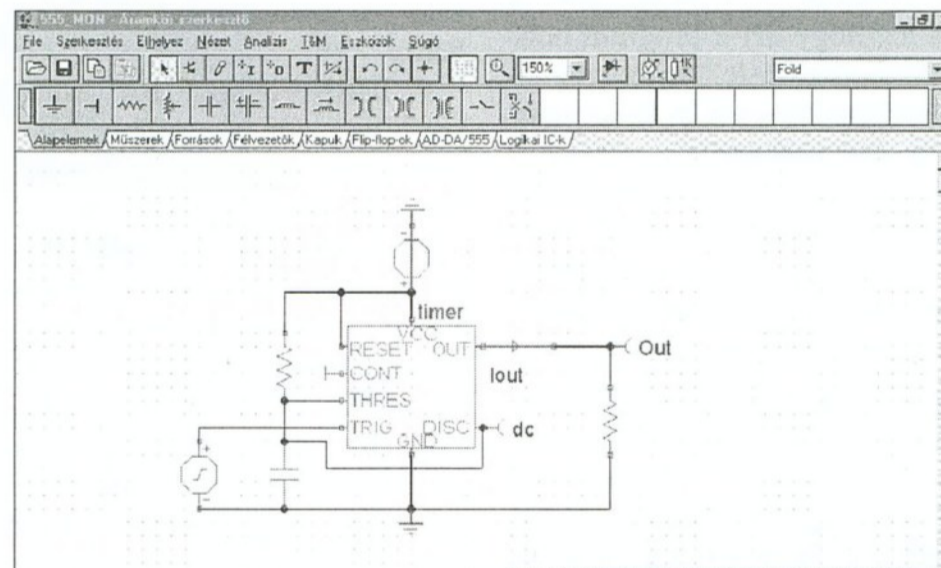 555_MON - Áramköri szerkesztő
File Szerkesztés Elhelyez Nézet Analízis T&M Eszközök Súgó
150% Föld
Alapelemek Műszerek Források Félvezetők Kapuk Flip-flop-ok AD-DA/555 Logikai IC-k
timer
VCC
RESET OUT
Out
CONT
Iout
THRES
TRIG DISC
dc
GND